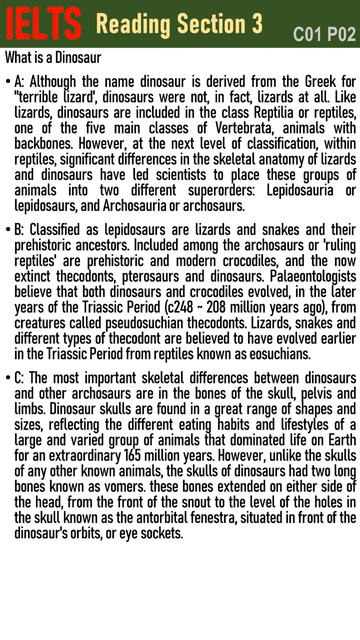 IELTS Reading Section 3 C01 P02
What is a Dinosaur
• A: Although the name dinosaur is derived from the Greek for
"terrible lizard', dinosaurs were not, in fact, lizards at all. Like
lizards, dinosaurs are included in the class Reptilia or reptiles,
one of the five main classes of Vertebrata, animals with
backbones. However, at the next level of classification, within
reptiles, significant differences in the skeletal anatomy of lizards
and dinosaurs have led scientists to place these groups of
animals into two different superorders: Lepidosauria or
lepidosaurs, and Archosauria or archosaurs.
• B: Classified as lepidosaurs are lizards and snakes and their
prehistoric ancestors. Included among the archosaurs or 'ruling
reptiles' are prehistoric and modern crocodiles, and the now
extinct thecodonts, pterosaurs and dinosaurs. Palaeontologists
believe that both dinosaurs and crocodiles evolved, in the later
years of the Triassic Period (c248 ~ 208 million years ago), from
creatures called pseudosuchian thecodonts. Lizards, snakes and
different types of thecodont are believed to have evolved earlier
in the Triassic Period from reptiles known as eosuchians.
• C: The most important skeletal differences between dinosaurs
and other archosaurs are in the bones of the skull, pelvis and
limbs. Dinosaur skulls are found in a great range of shapes and
sizes, reflecting the different eating habits and lifestyles of a
large and varied group of animals that dominated life on Earth
for an extraordinary 165 million years. However, unlike the skulls
of any other known animals, the skulls of dinosaurs had two long
bones known as vomers. these bones extended on either side of
the head, from the front of the snout to the level of the holes in
the skull known as the antorbital fenestra, situated in front of the
dinosaur's orbits, or eye sockets.